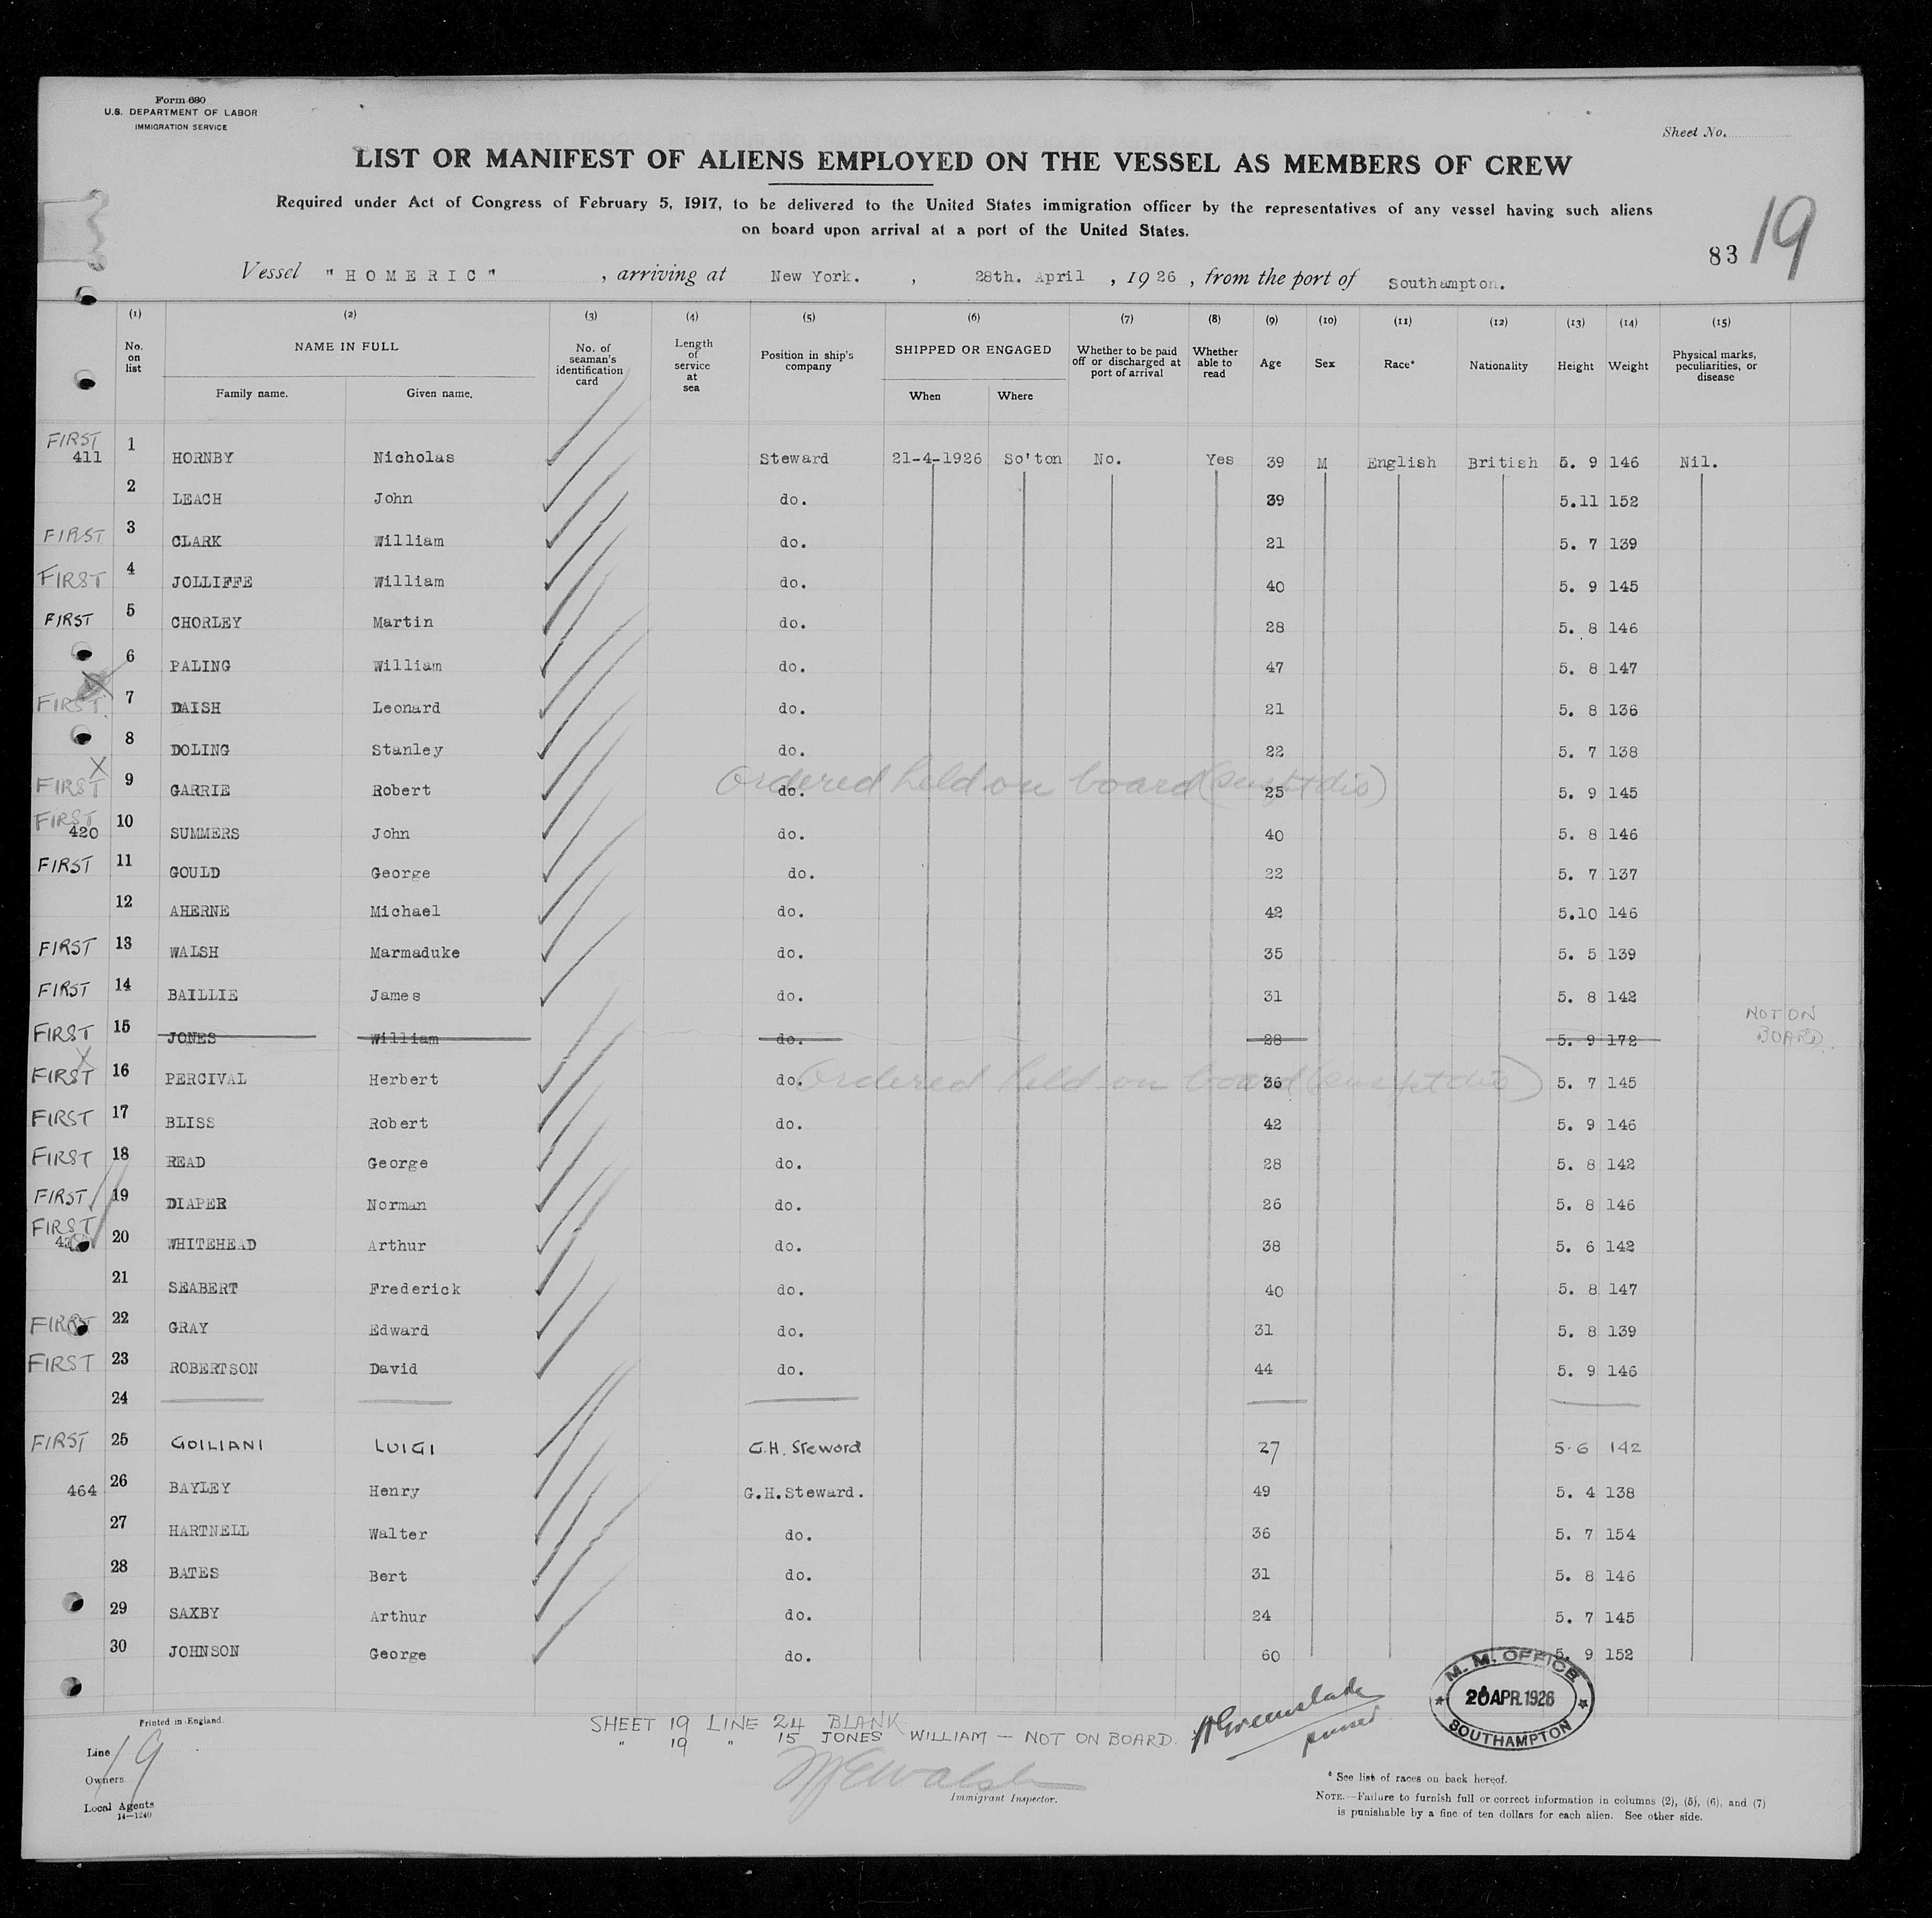 Form 680
U.S. DEPARTMENT OF LABOR
IMMIGRATION SERVICE
Sheet No.
LIST OR MANIFEST OF ALIENS EMPLOYED ON THE VESSEL AS MEMBERS OF CREW
Required under Act of Congress of February 5, 1917, to be delivered to the United States immigration officer by the representatives of any vessel having such aliens
on board upon arrival at a port of the United States.
83 19
Vessel "HOMERIC", arriving at New York. , 28th. April, 1926, from the port of Southampton.
(1) (2) (3) (4) (5) (6) (7) (8) (9) (10) (11) (12) (13) (14) (15)
No. on list NAME IN FULL No. of seaman's identification card Length of service at sea Position in ship's company SHIPPED OR ENGAGED Whether to be paid off or discharged at port of arrival Whether able to read Age Sex Race* Nationality Height Weight Physical marks, peculiarities, or disease
Family name. Given name. When Where
FIRST 411 1 HORNBY Nicholas Steward 21-4-1926 So'ton No. Yes 39 M English British 5. 9 146 Nil.
2 LEACH John do. 39 5.11 152
FIRST 3 CLARK William do. 21 5. 7 139
FIRST 4 JOLLIFFE William do. 40 5. 9 145
FIRST 5 CHORLEY Martin do. 28 5. 8 146
6 PALING William do. 47 5. 8 147
FIRST 7 DAISH Leonard do. 21 5. 8 136
8 DOLING Stanley do. 22 5. 7 138
X FIRST 9 GARRIE Robert do. 25 5. 9 145
Ordered held on board
FIRST 420 10 SUMMERS John do. 40 5. 8 146
FIRST 11 GOULD George do. 22 5. 7 137
12 AHERNE Michael do. 42 5.10 146
FIRST 13 WALSH Marmaduke do. 35 5. 5 139
FIRST 14 BAILLIE James do. 31 5. 8 142
FIRST 15 JONES William do. 28 5. 9 172 NOT ON BOARD.
X FIRST 16 PERCIVAL Herbert do. 36 5. 7 145
Ordered held on board
FIRST 17 BLISS Robert do. 42 5. 9 146
FIRST 18 READ George do. 28 5. 8 142
FIRST 19 DIAPER Norman do. 26 5. 8 146
FIRST 20 WHITEHEAD Arthur do. 38 5. 6 142
21 SEABERT Frederick do. 40 5. 8 147
FIRST 22 GRAY Edward do. 31 5. 8 139
FIRST 23 ROBERTSON David do. 44 5. 9 146
24
FIRST 25 GOILIANI LUIGI G.H. Steword 27 5.6 142
464 26 BAYLEY Henry G.H.Steward. 49 5. 4 138
27 HARTNELL Walter do. 36 5. 7 154
28 BATES Bert do. 31 5. 8 146
29 SAXBY Arthur do. 24 5. 7 145
30 JOHNSON George do. 60 5. 9 152
M. M. OFFICE
20 APR. 1926
SOUTHAMPTON
Printed in England.
SHEET 19 LINE 24 BLANK.
" 19 " 15 JONES WILLIAM — NOT ON BOARD.
Greenslade
purser
Line 19
Owners
Local Agents
14—1240
Walsh
Immigrant Inspector.
* See list of races on back hereof.
NOTE.—Failure to furnish full or correct information in columns (2), (5), (6), and (7)
is punishable by a fine of ten dollars for each alien. See other side.